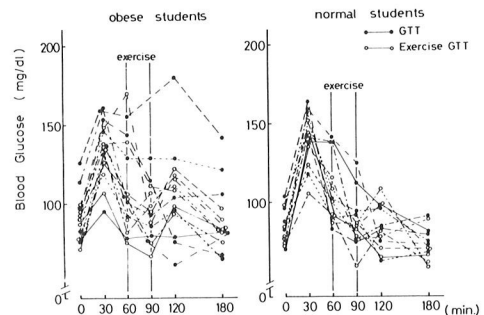 obese students
normal students
GTT
Exercise GTT
Blood Glucose ( mg/dl )
200
150
100
0
exercise
0 30 60 90 120 180
200
150
100
0
exercise
0 30 60 90 120 180 (min.)